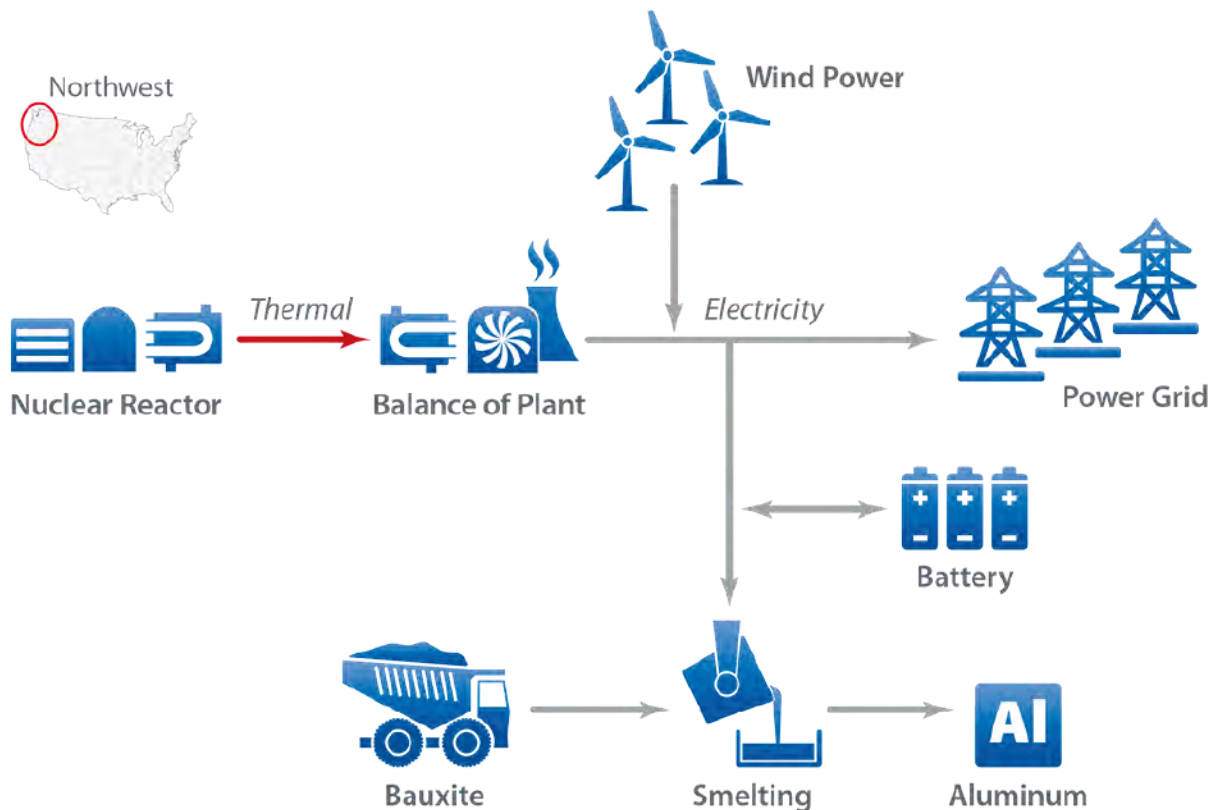 Northwest
Wind Power
Thermal
Electricity
Nuclear Reactor
Balance of Plant
Power Grid
Battery
Al
Bauxite
Smelting
Aluminum